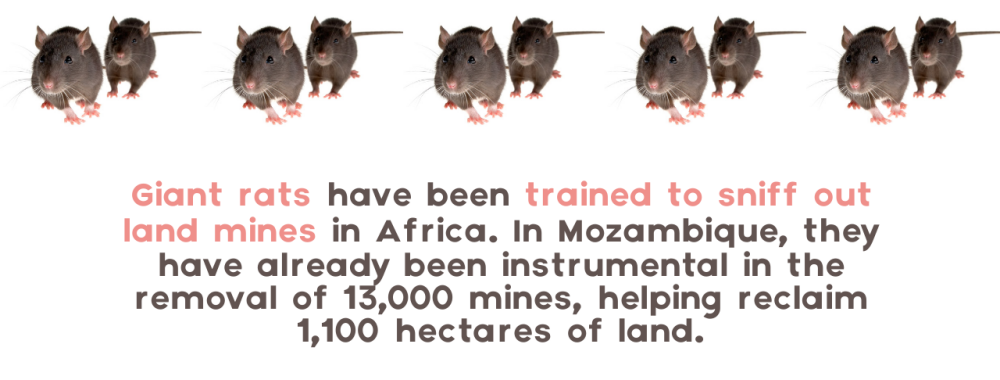 Giant rats have been trained to sniff out
land mines in Africa. In Mozambique, they
have already been instrumental in the
removal of 13,000 mines, helping reclaim
1,100 hectares of land.